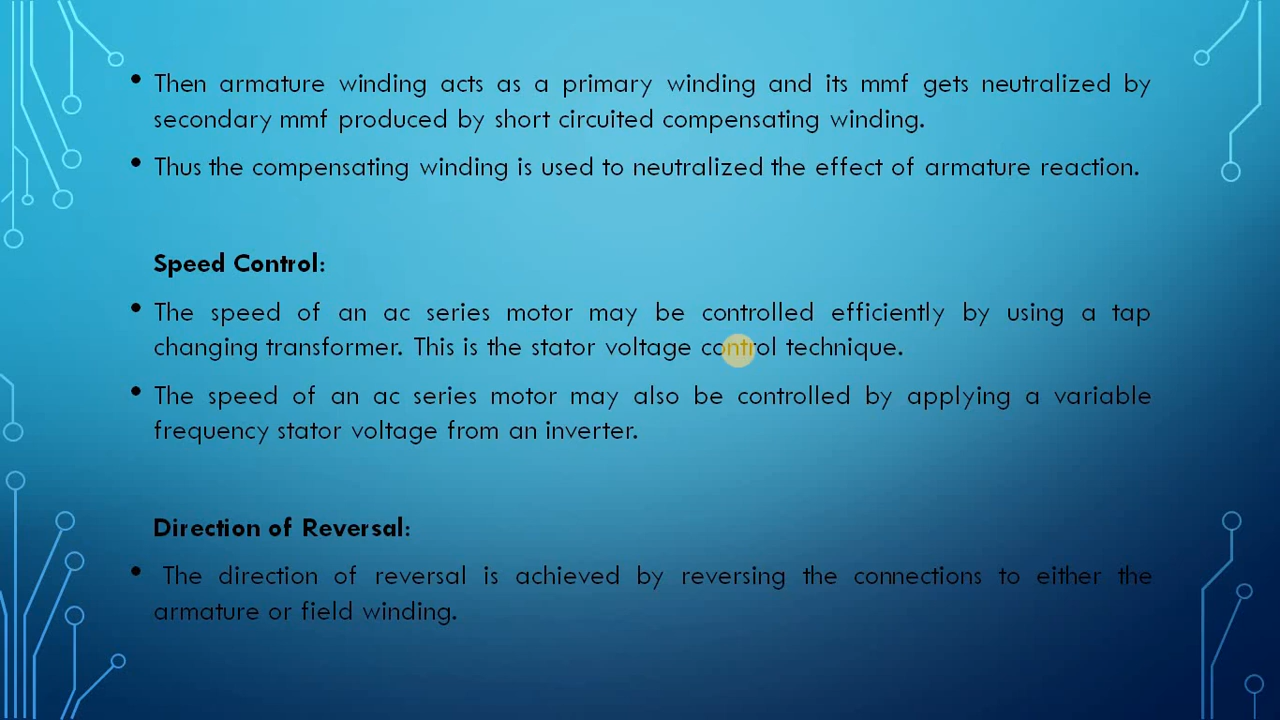 • Then armature winding acts as a primary winding and its mmf gets neutralized by
secondary mmf produced by short circuited compensating winding.
• Thus the compensating winding is used to neutralized the effect of armature reaction.
Speed Control:
• The speed of an ac series motor may be controlled efficiently by using a tap
changing transformer. This is the stator voltage control technique.
• The speed of an ac series motor may also be controlled by applying a variable
frequency stator voltage from an inverter.
Direction of Reversal:
• The direction of reversal is achieved by reversing the connections to either the
armature or field winding.